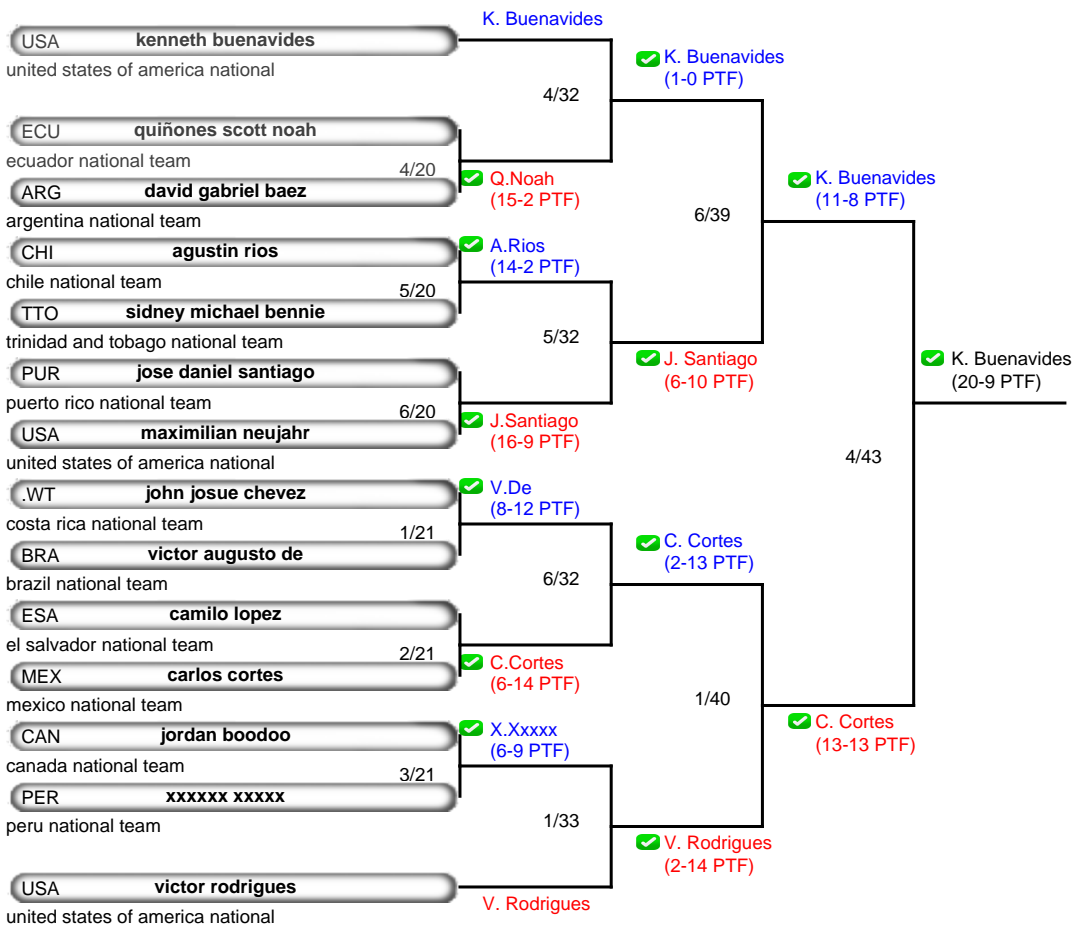 K. Buenavides
USA kenneth buenavides
united states of america national
K. Buenavides
(1-0 PTF)
4/32
ECU quiñones scott noah
ecuador national team
4/20
ARG david gabriel baez
argentina national team
Q.Noah
(15-2 PTF)
K. Buenavides
(11-8 PTF)
6/39
CHI agustin rios
chile national team
A.Rios
(14-2 PTF)
5/20
TTO sidney michael bennie
trinidad and tobago national team
5/32
J. Santiago
(6-10 PTF)
PUR jose daniel santiago
puerto rico national team
6/20
USA maximilian neujahr
united states of america national
J.Santiago
(16-9 PTF)
K. Buenavides
(20-9 PTF)
4/43
.WT john josue chevez
costa rica national team
V.De
(8-12 PTF)
1/21
BRA victor augusto de
brazil national team
C. Cortes
(2-13 PTF)
6/32
ESA camilo lopez
el salvador national team
2/21
MEX carlos cortes
mexico national team
C.Cortes
(6-14 PTF)
1/40
C. Cortes
(13-13 PTF)
CAN jordan boodoo
canada national team
X.Xxxxx
(6-9 PTF)
3/21
PER xxxxxx xxxxx
peru national team
1/33
V. Rodrigues
(2-14 PTF)
USA victor rodrigues
united states of america national
V. Rodrigues